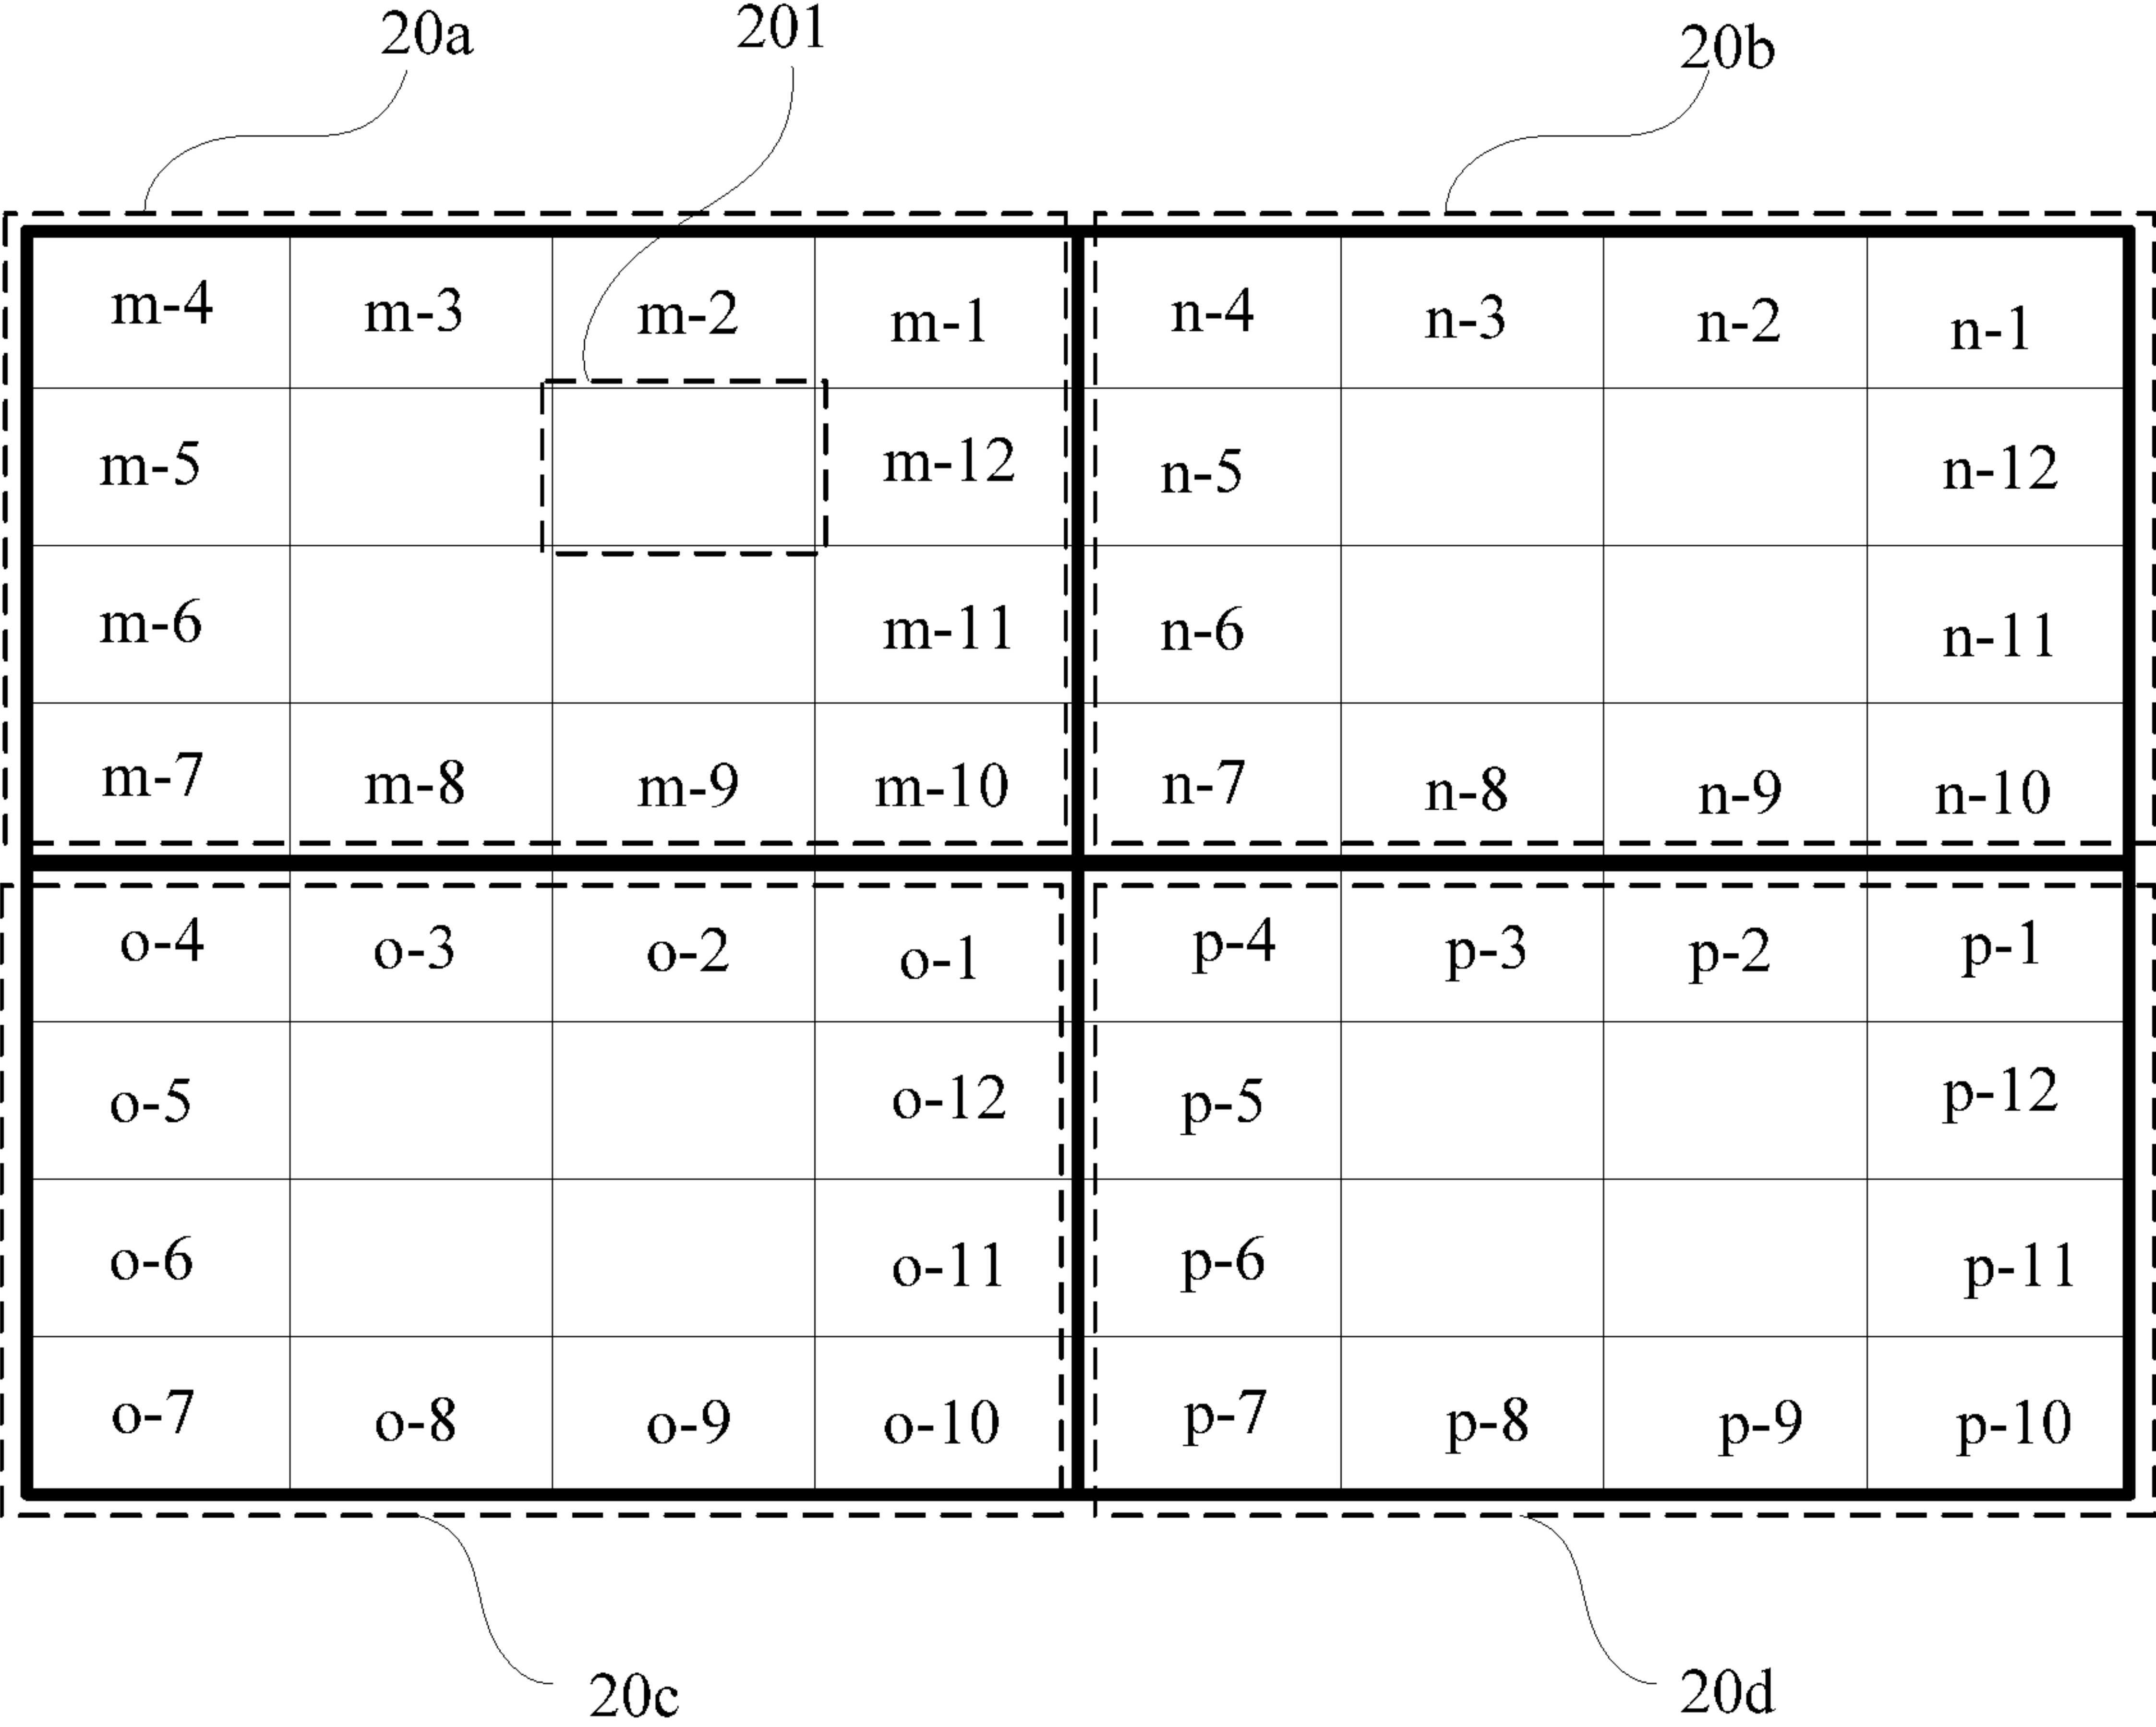 20a 201 20b
m-4 m-3 m-2 m-1 n-4 n-3 n-2 n-1
m-5 m-12 n-5 n-12
m-6 m-11 n-6 n-11
m-7 m-8 m-9 m-10 n-7 n-8 n-9 n-10
o-4 o-3 o-2 o-1 p-4 p-3 p-2 p-1
o-5 o-12 p-5 p-12
o-6 o-11 p-6 p-11
o-7 o-8 o-9 o-10 p-7 p-8 p-9 p-10
20c 20d